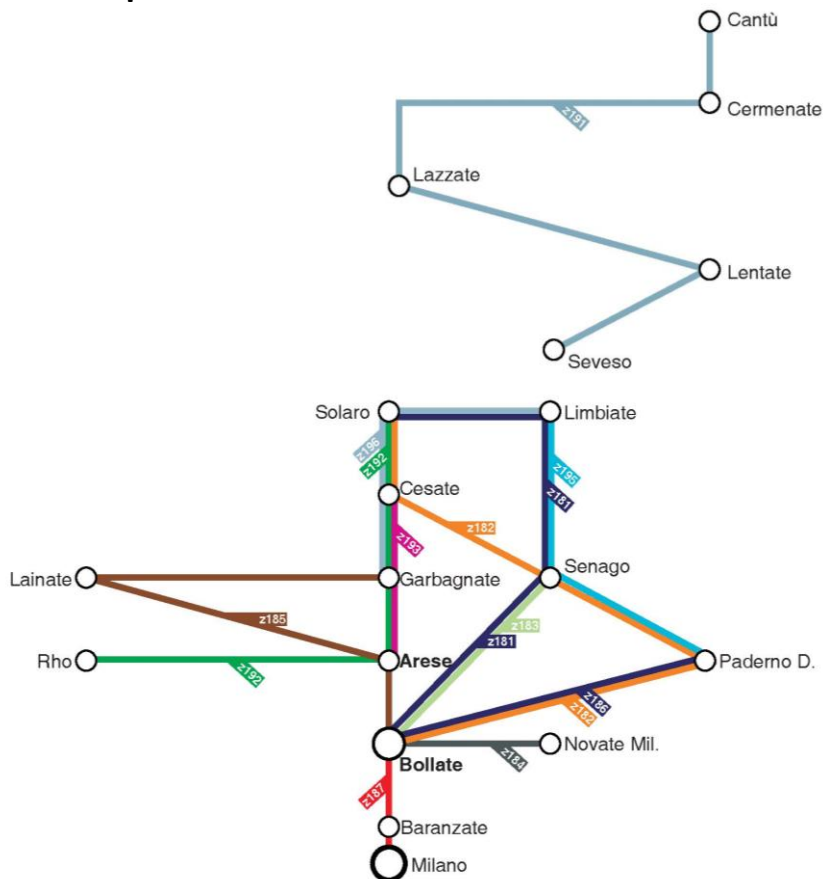 Cantù
Cermenate
z191
Lazzate
Lentate
Seveso
Solaro
Limbiate
z196
z192
z195
z181
Cesate
z182
z193
Lainate
Garbagnate
Senago
z185
z183
z181
Rho
z192
Arese
Paderno D.
z186
z182
Bollate
z184
Novate Mil.
z187
Baranzate
Milano